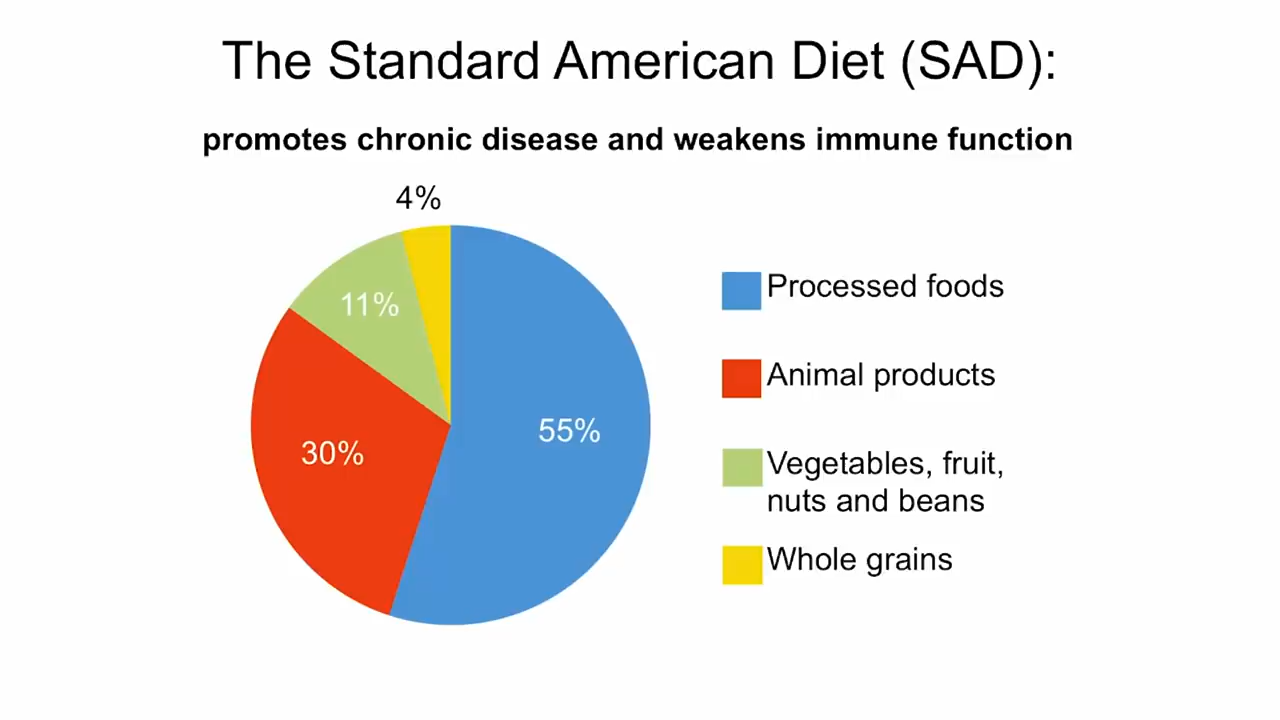 The Standard American Diet (SAD):
promotes chronic disease and weakens immune function
4%
11%
30%
55%
Processed foods
Animal products
Vegetables, fruit,
nuts and beans
Whole grains